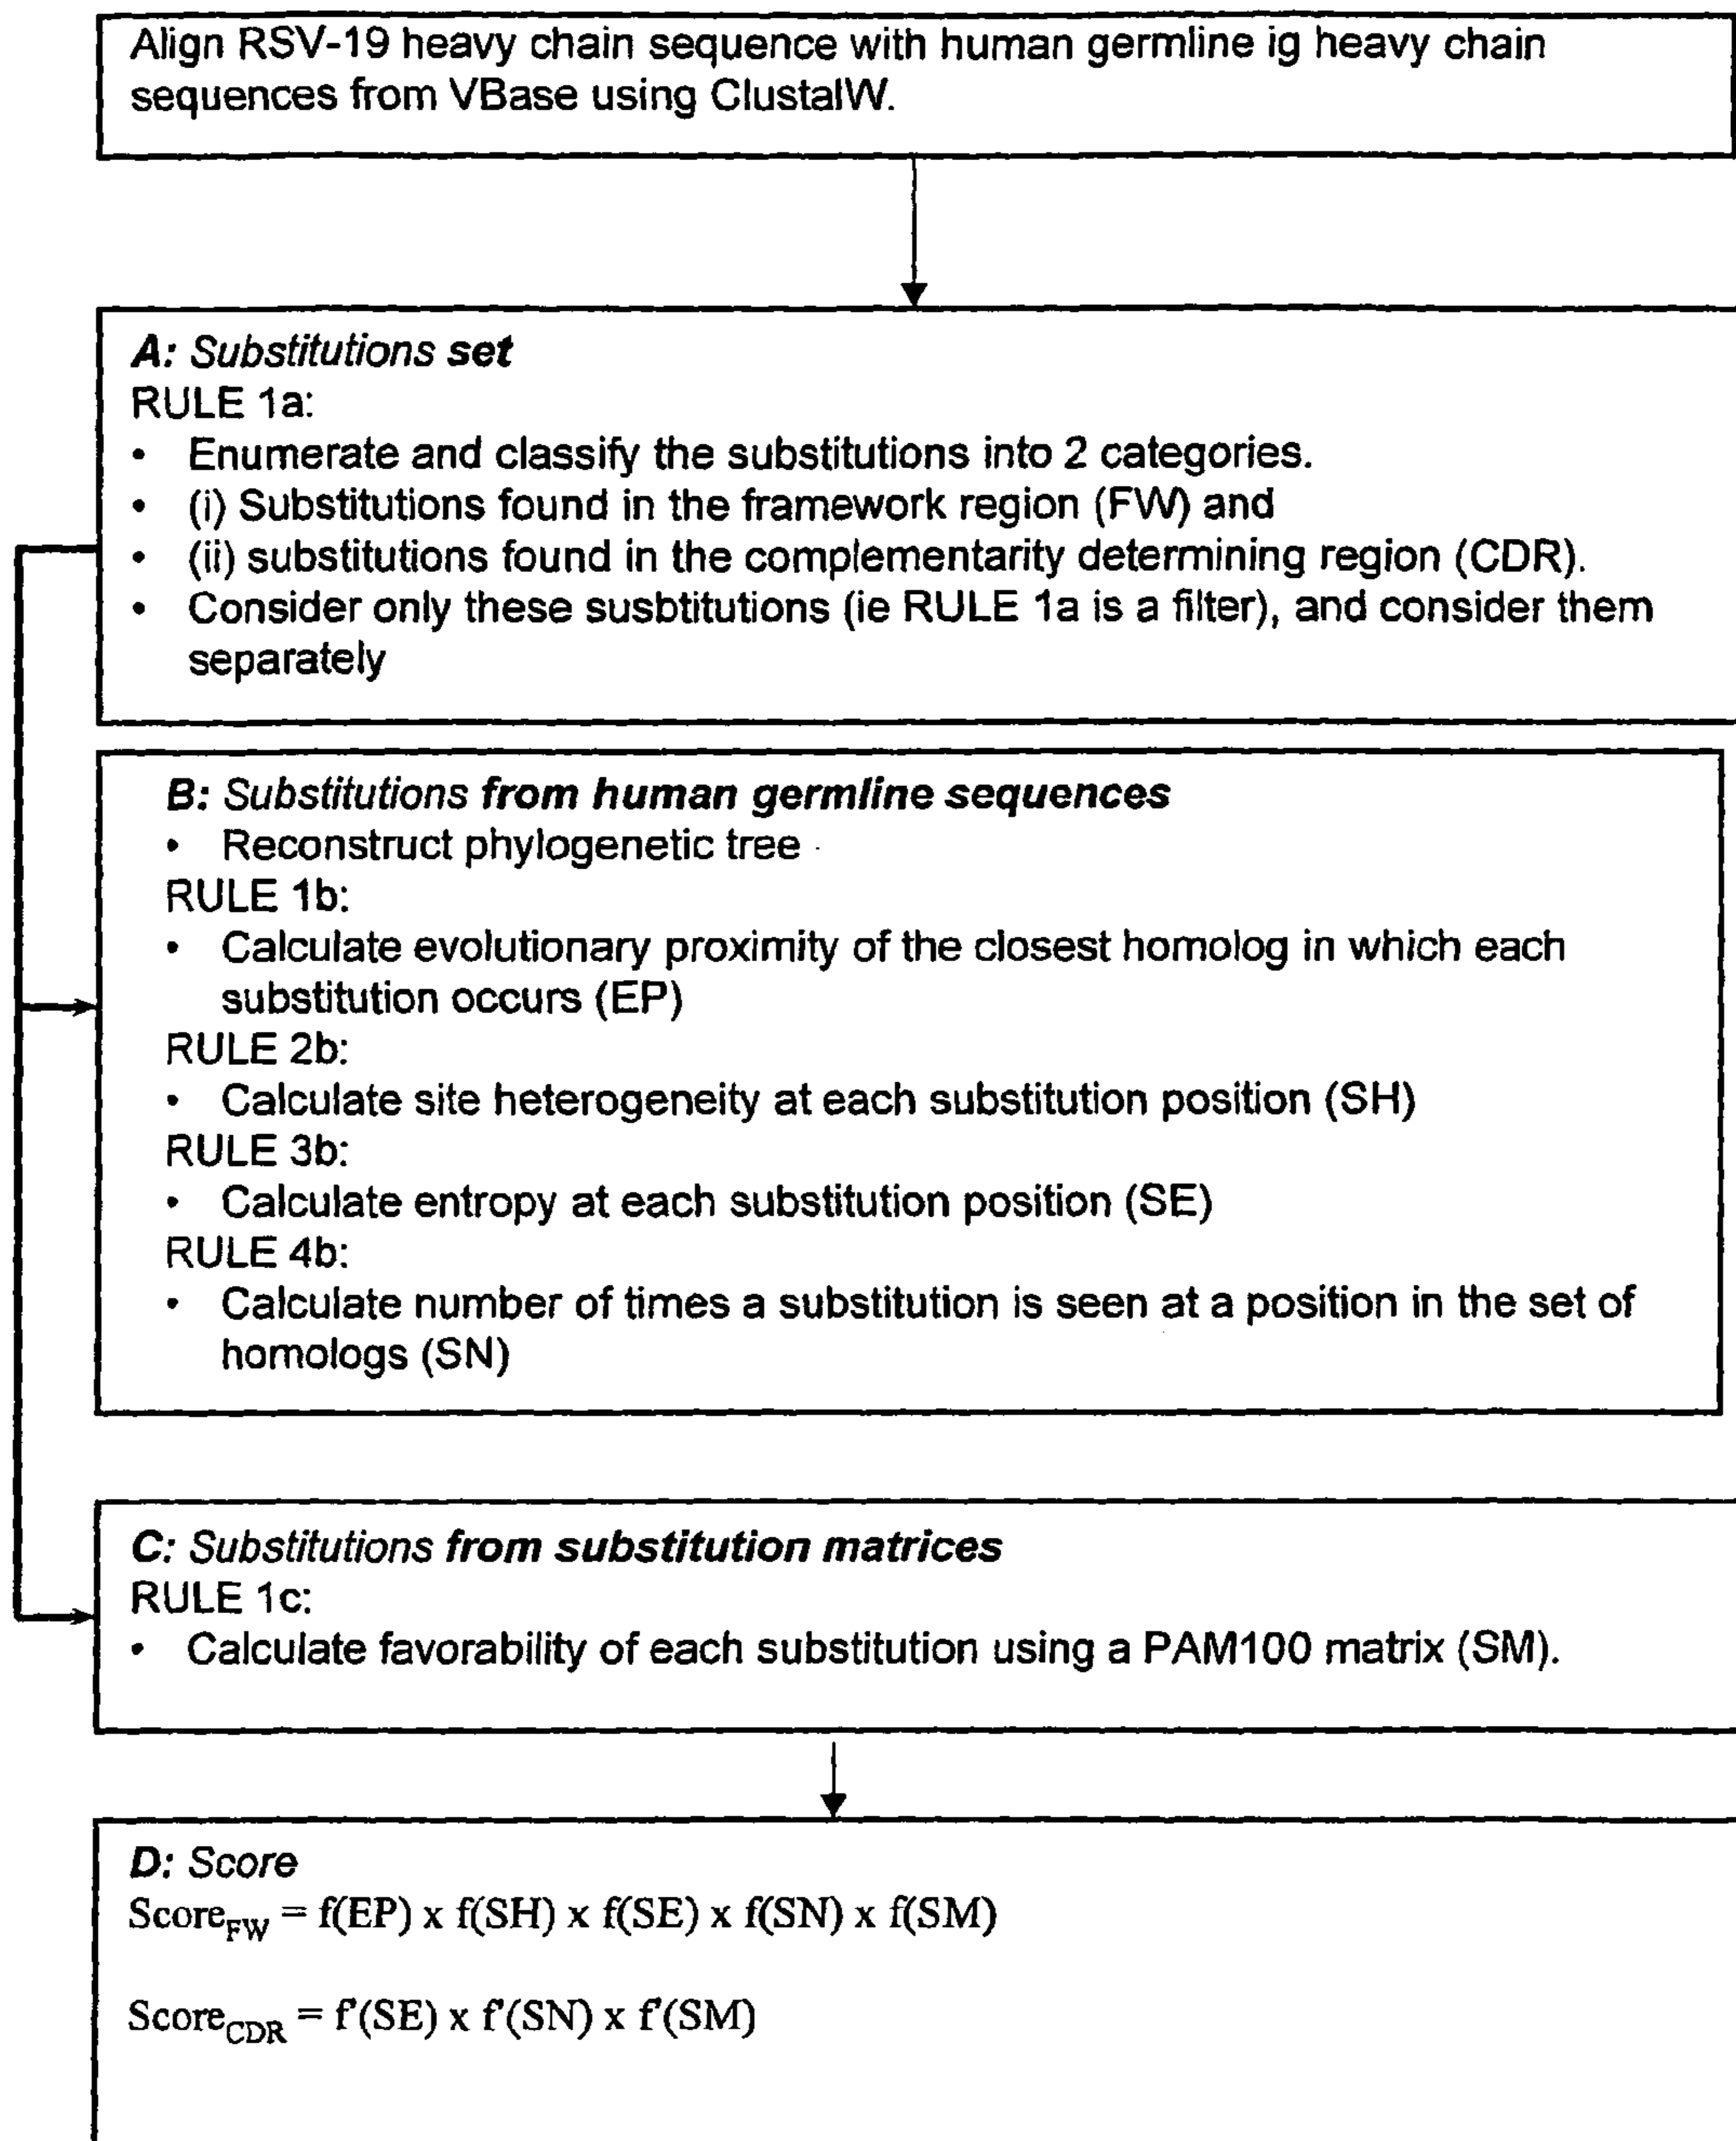 Align RSV-19 heavy chain sequence with human germline ig heavy chain
sequences from VBase using ClustalW.
A: Substitutions set
RULE 1a:
• Enumerate and classify the substitutions into 2 categories.
• (i) Substitutions found in the framework region (FW) and
• (ii) substitutions found in the complementarity determining region (CDR).
• Consider only these susbtitutions (ie RULE 1a is a filter), and consider them
separately
B: Substitutions from human germline sequences
• Reconstruct phylogenetic tree
RULE 1b:
• Calculate evolutionary proximity of the closest homolog in which each
substitution occurs (EP)
RULE 2b:
• Calculate site heterogeneity at each substitution position (SH)
RULE 3b:
• Calculate entropy at each substitution position (SE)
RULE 4b:
• Calculate number of times a substitution is seen at a position in the set of
homologs (SN)
C: Substitutions from substitution matrices
RULE 1c:
• Calculate favorability of each substitution using a PAM100 matrix (SM).
D: Score
Score_FW = f(EP) x f(SH) x f(SE) x f(SN) x f(SM)
Score_CDR = f'(SE) x f'(SN) x f'(SM)